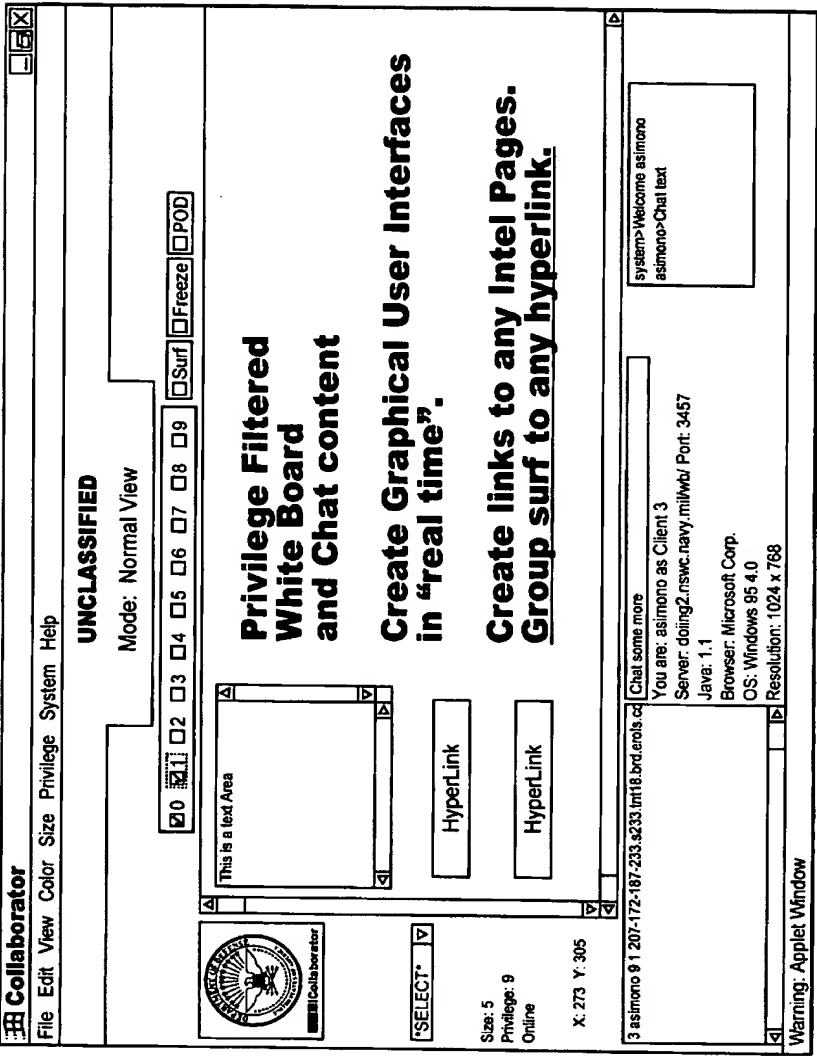 Collaborator
File Edit View Color Size Privilege System Help
UNCLASSIFIED
Mode: Normal View
0 1 2 3 4 5 6 7 8 9 Surf Freeze POD
DEPARTMENT OF DEFENSE
Collaborator
*SELECT*
Size: 5
Privilege: 9
Online
X: 273 Y: 305
This is a text Area
HyperLink
HyperLink
Privilege Filtered
White Board
and Chat content
Create Graphical User Interfaces
in “real time”.
Create links to any Intel Pages.
Group surf to any hyperlink.
3 asimono 9 1 207-172-187-233.s233.tnt18.brd.erols.cc
Chat some more
You are: asimono as Client 3
Server: doiing2.nswc.navy.mil/wb/ Port: 3457
Java: 1.1
Browser: Microsoft Corp.
OS: Windows 95 4.0
Resolution: 1024 x 768
system>Welcome asimono
asimono>Chat text
Warning: Applet Window